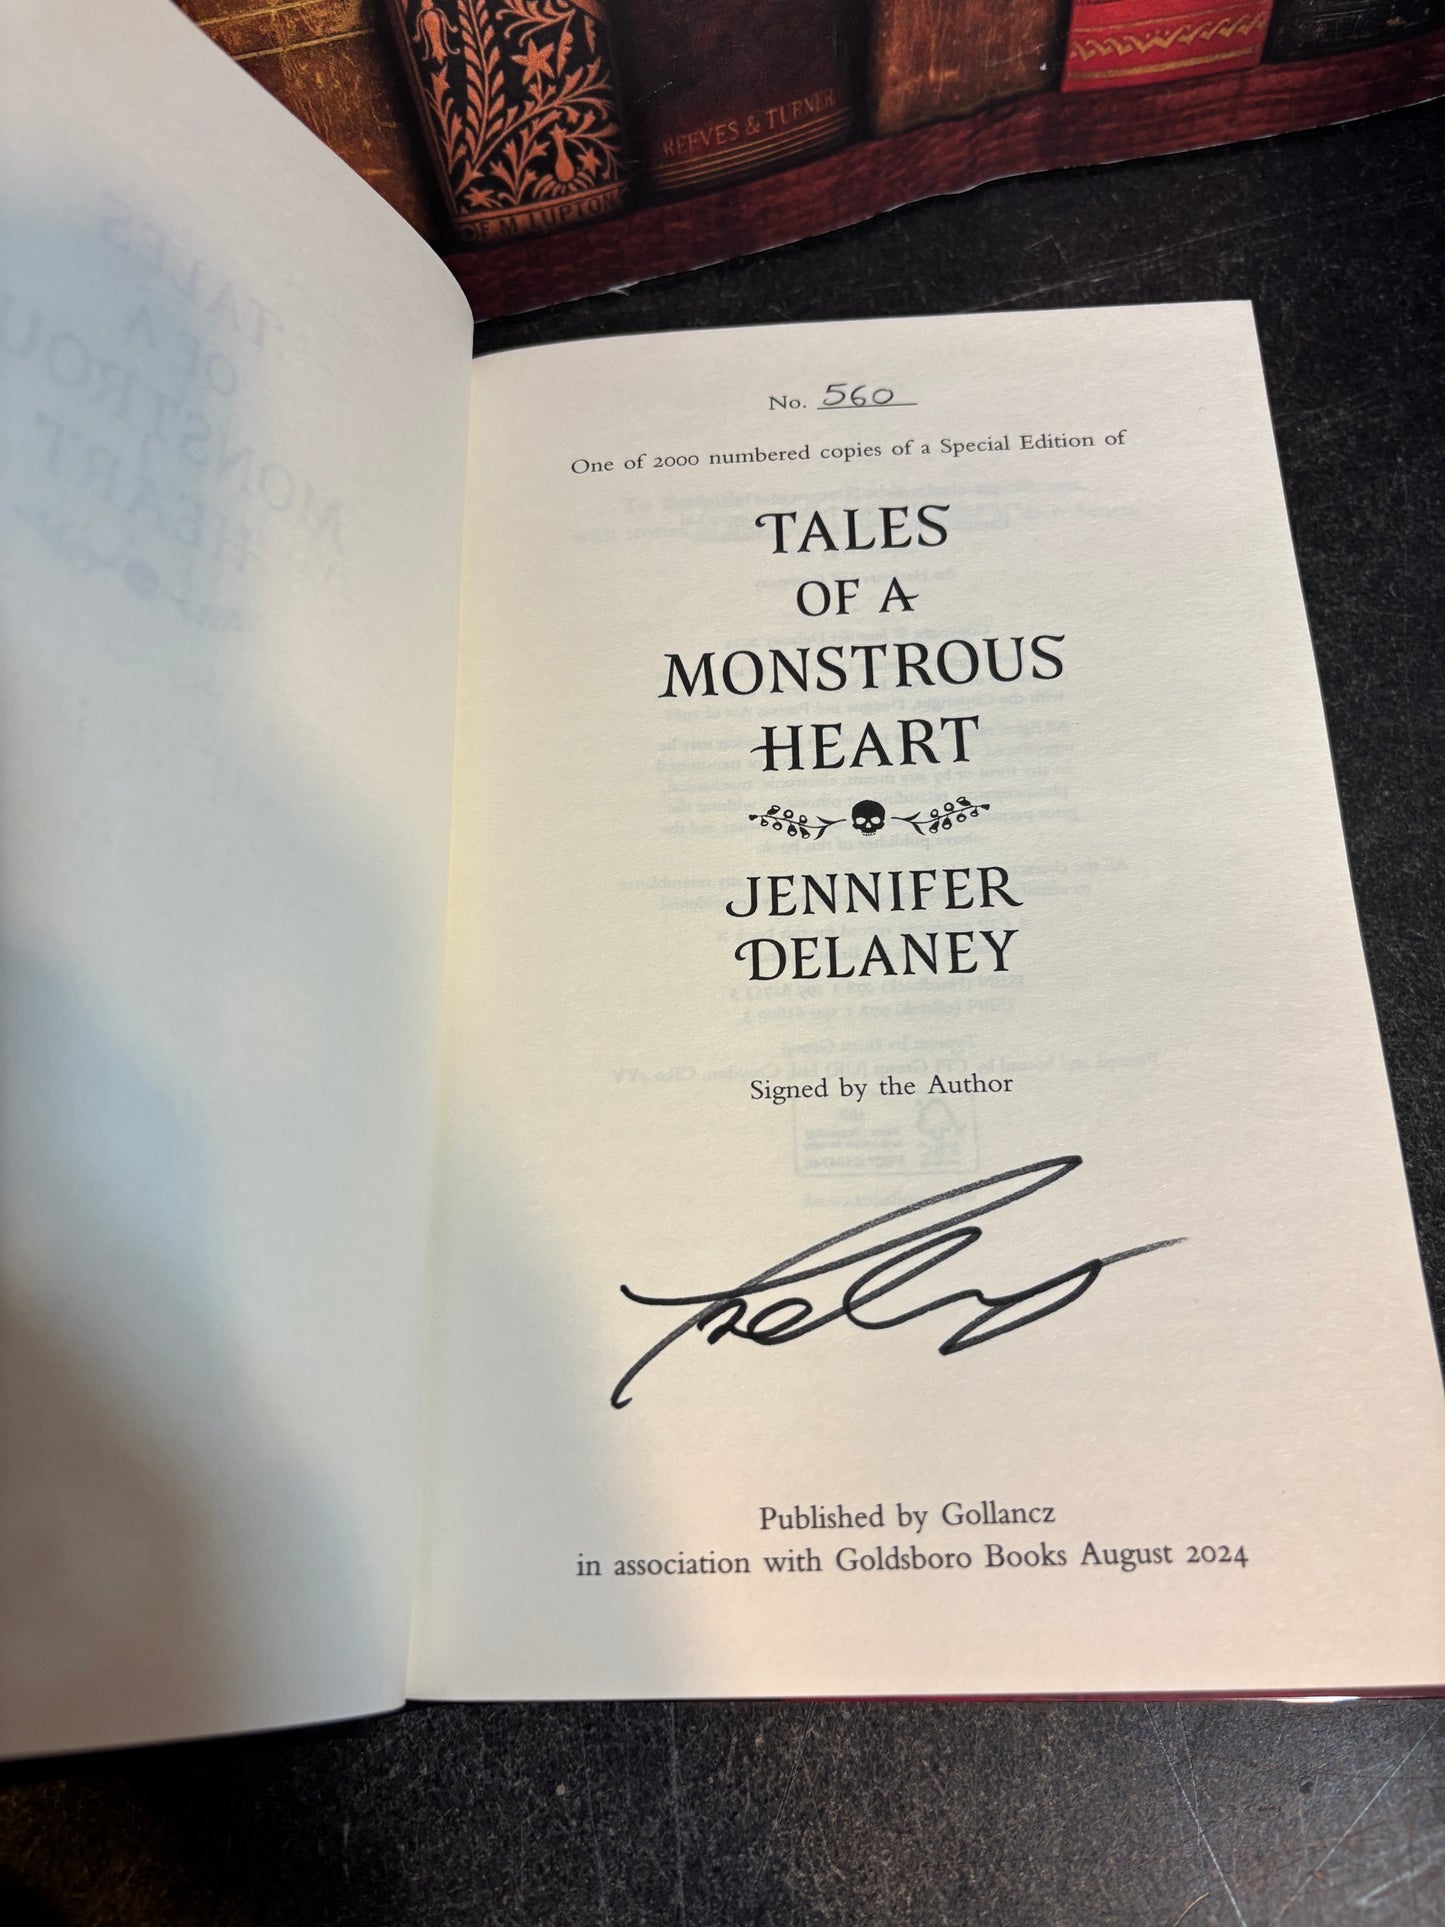 REEVES & TURNER
F. M. LUPTON
No. 560
One of 2000 numbered copies of a Special Edition of
TALES
OF A
MONSTROUS
HEART
JENNIFER
DELANEY
Signed by the Author
Published by Gollancz
in association with Goldsboro Books August 2024